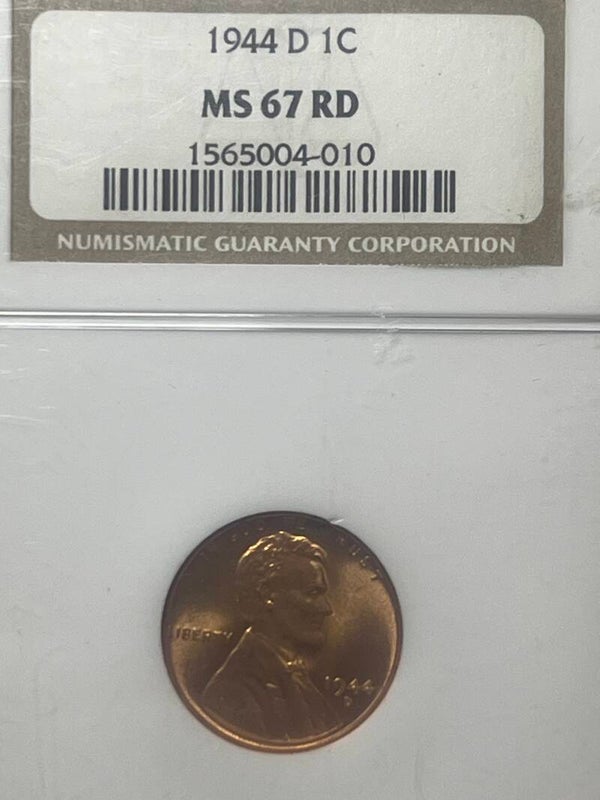 1944 D 1C
MS 67 RD
1565004-010
NUMISMATIC GUARANTY CORPORATION
LIBERTY
1944
D